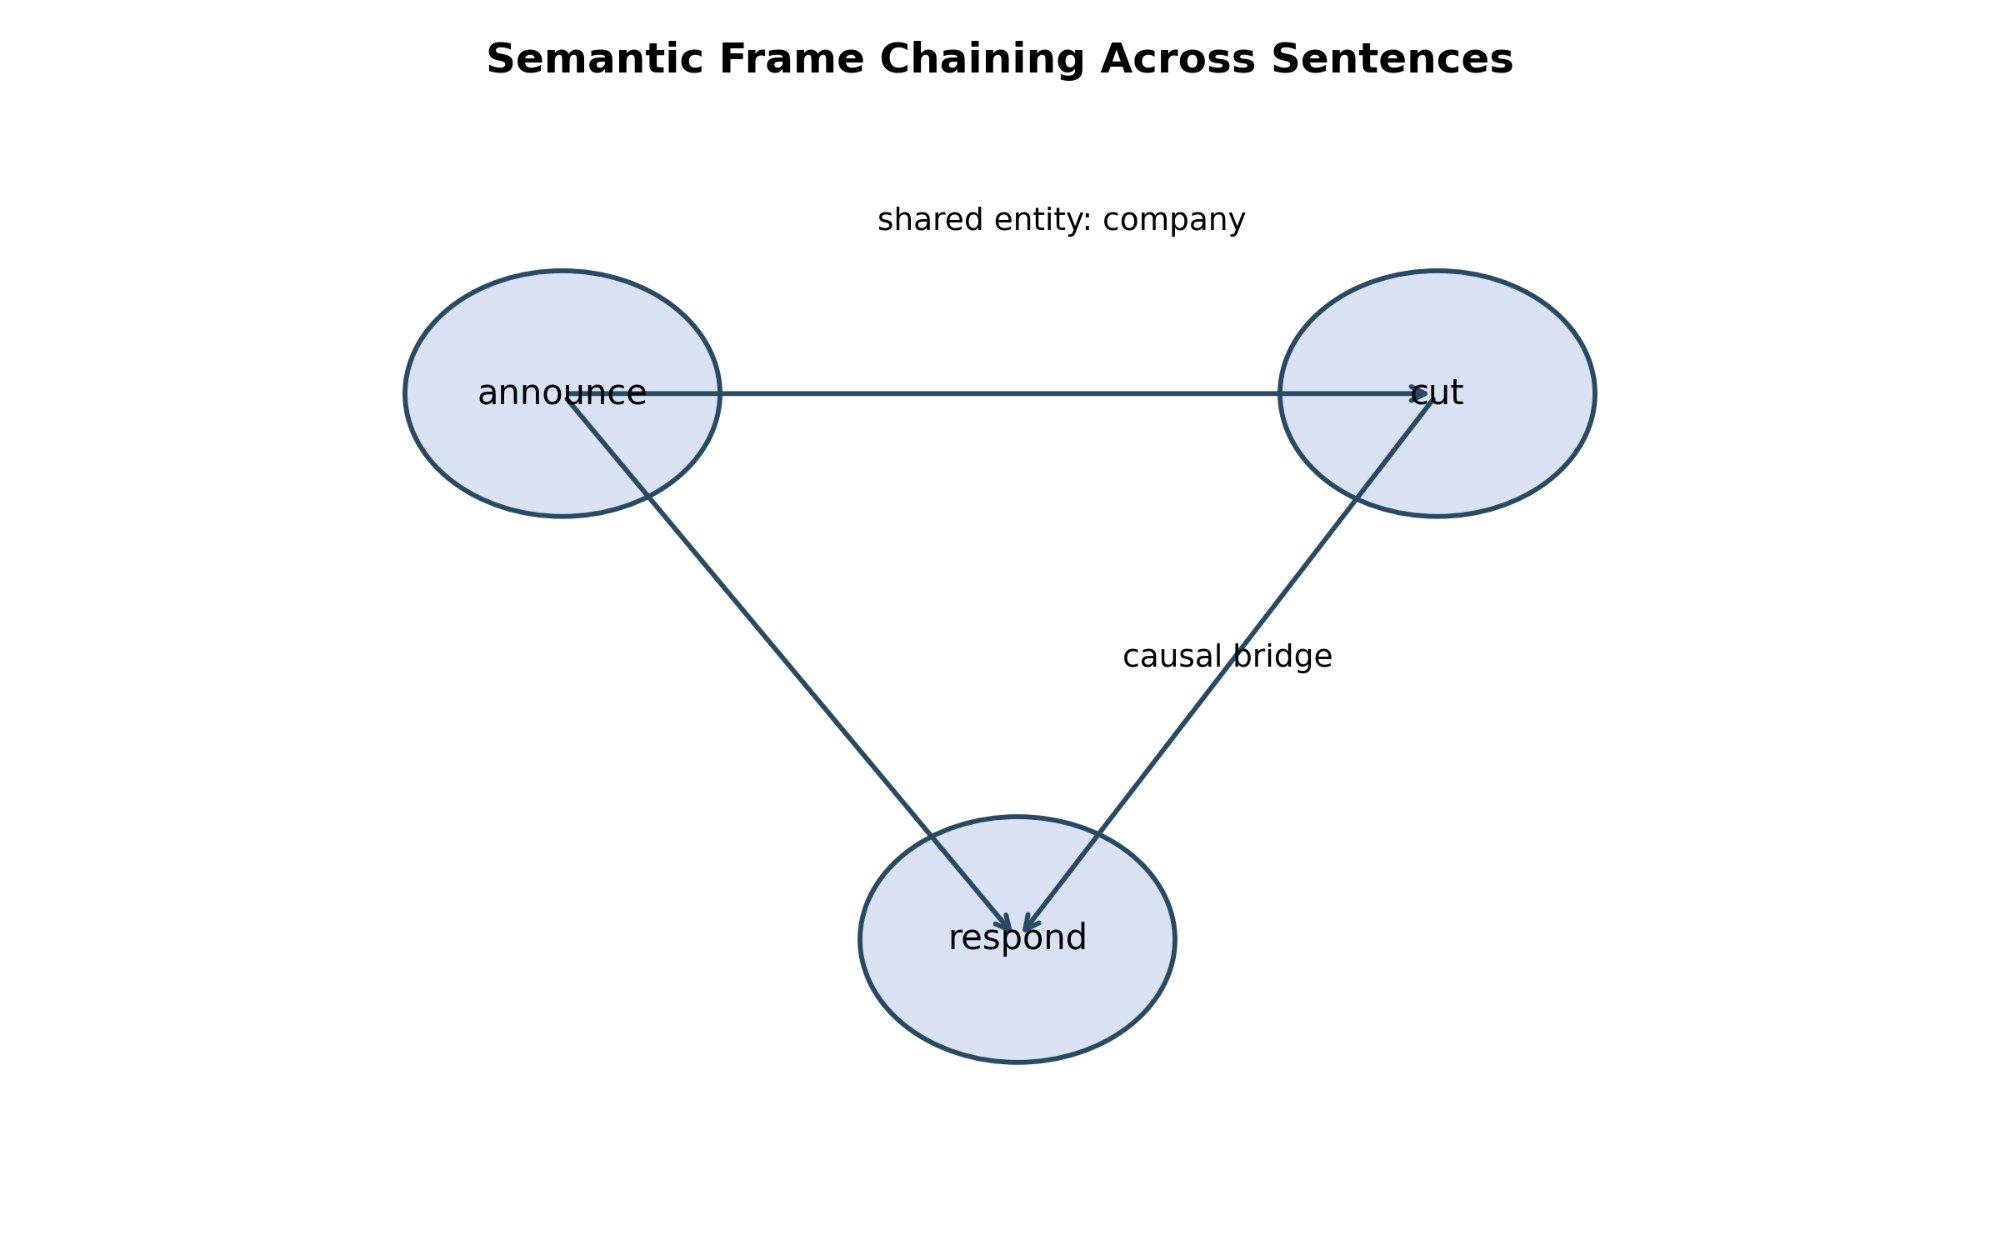 Semantic Frame Chaining Across Sentences
shared entity: company
announce
cut
causal bridge
respond